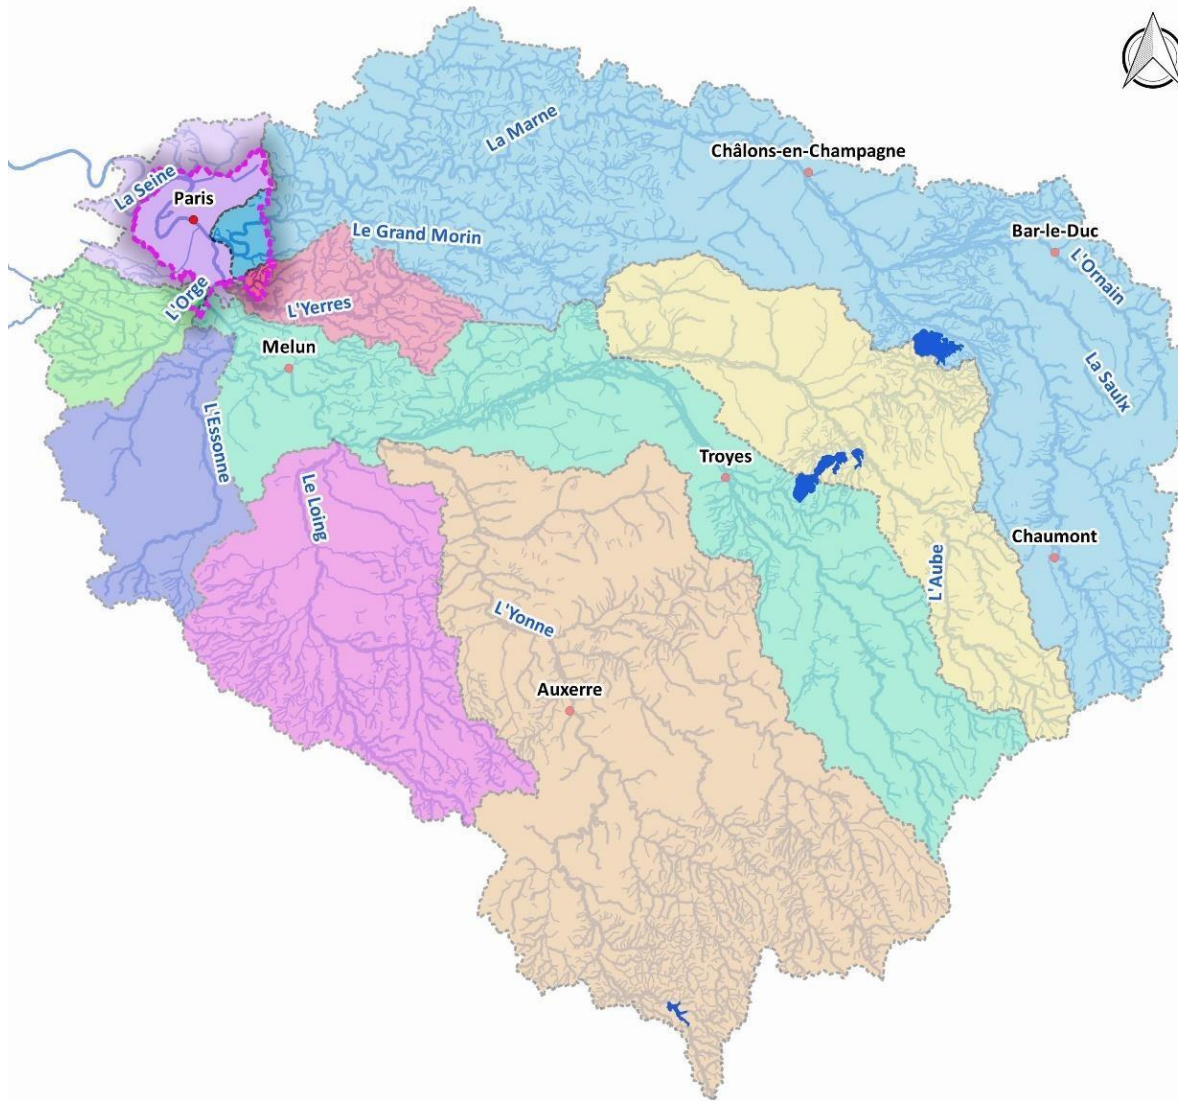 La Marne
Châlons-en-Champagne
La Seine
Paris
Le Grand Morin
Bar-le-Duc
L'Ornain
L'Orge
L'Yerres
Melun
La Saulx
L'Essonne
Troyes
Le Loing
Chaumont
L'Aube
L'Yonne
Auxerre